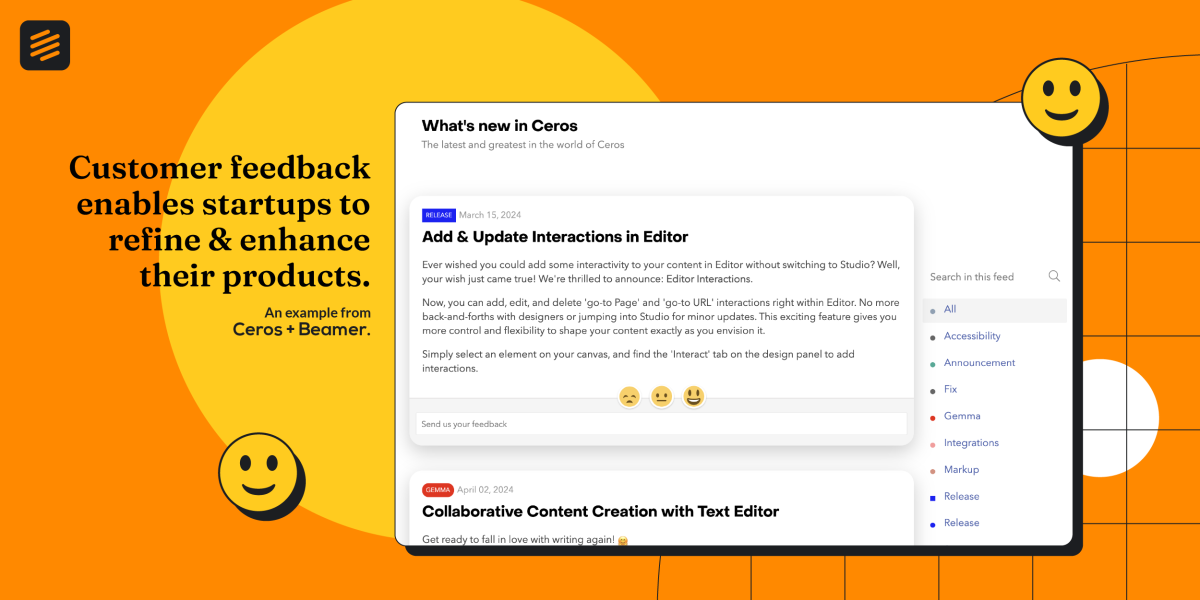 Customer feedback
enables startups to
refine & enhance
their products.
An example from
Ceros + Beamer.
What's new in Ceros
The latest and greatest in the world of Ceros
RELEASE March 15, 2024
Add & Update Interactions in Editor
Ever wished you could add some interactivity to your content in Editor without switching to Studio? Well,
your wish just came true! We're thrilled to announce: Editor Interactions.
Now, you can add, edit, and delete 'go-to Page' and 'go-to URL' interactions right within Editor. No more
back-and-forths with designers or jumping into Studio for minor updates. This exciting feature gives you
more control and flexibility to shape your content exactly as you envision it.
Simply select an element on your canvas, and find the 'Interact' tab on the design panel to add
interactions.
Send us your feedback
GEMMA April 02, 2024
Collaborative Content Creation with Text Editor
Get ready to fall in love with writing again! 🤗
Search in this feed
All
Accessibility
Announcement
Fix
Gemma
Integrations
Markup
Release
Release